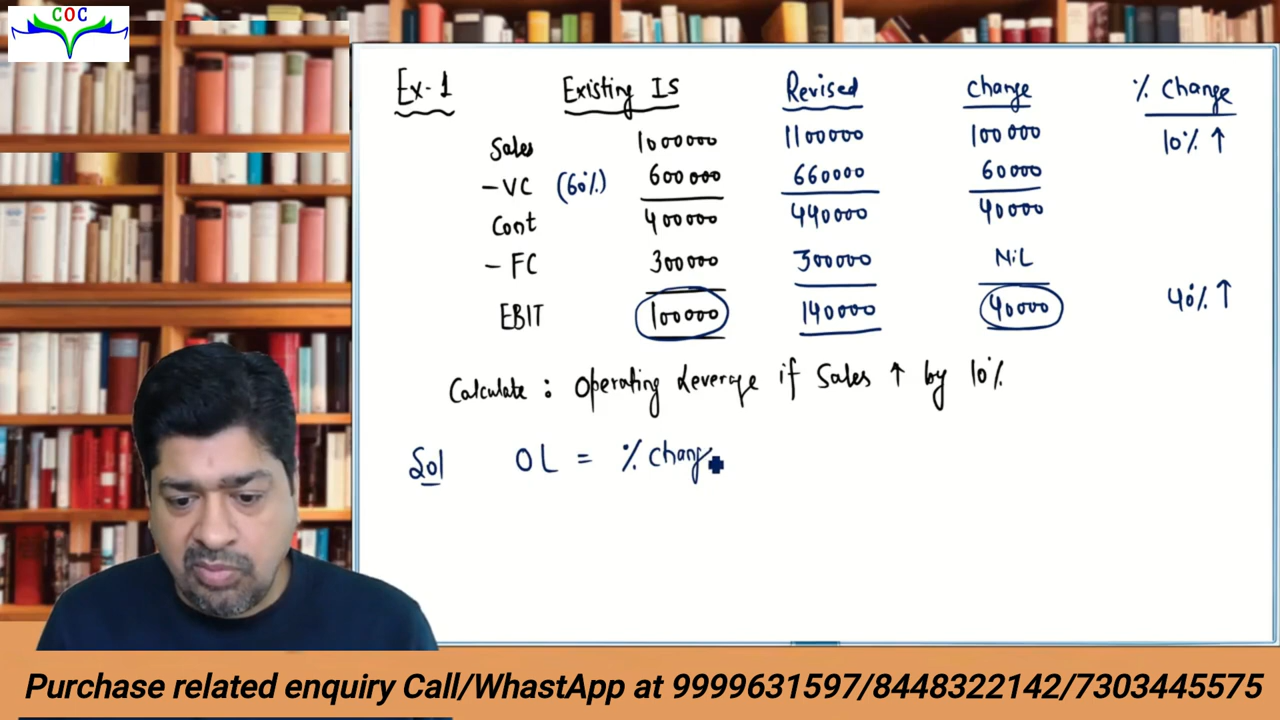 COC
Ex-1 Existing IS Revised Change % Change
Sales 1000000 1100000 100000 10% ↑
- VC (60%) 600000 660000 60000
Cont 400000 440000 40000
- FC 300000 300000 NiL
EBIT 100000 140000 40000 40% ↑
Calculate : Operating Leverage if Sales ↑ by 10%
Sol OL = % Chang
Purchase related enquiry Call/WhastApp at 9999631597/8448322142/7303445575